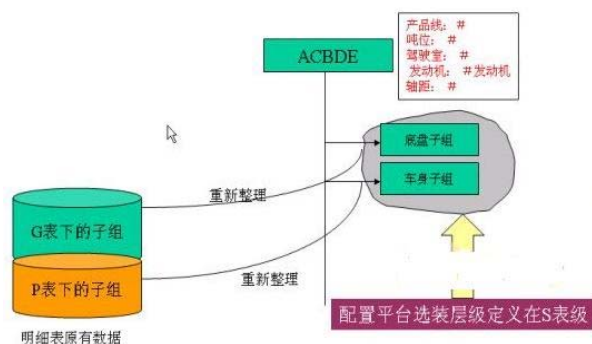 产品线：#
吨位：#
驾驶室：#
发动机：#发动机
轴距：#
ACBDE
底盘子组
车身子组
重新整理
G表下的子组
重新整理
P表下的子组
配置平台选装层级定义在S表级
明细表原有数据